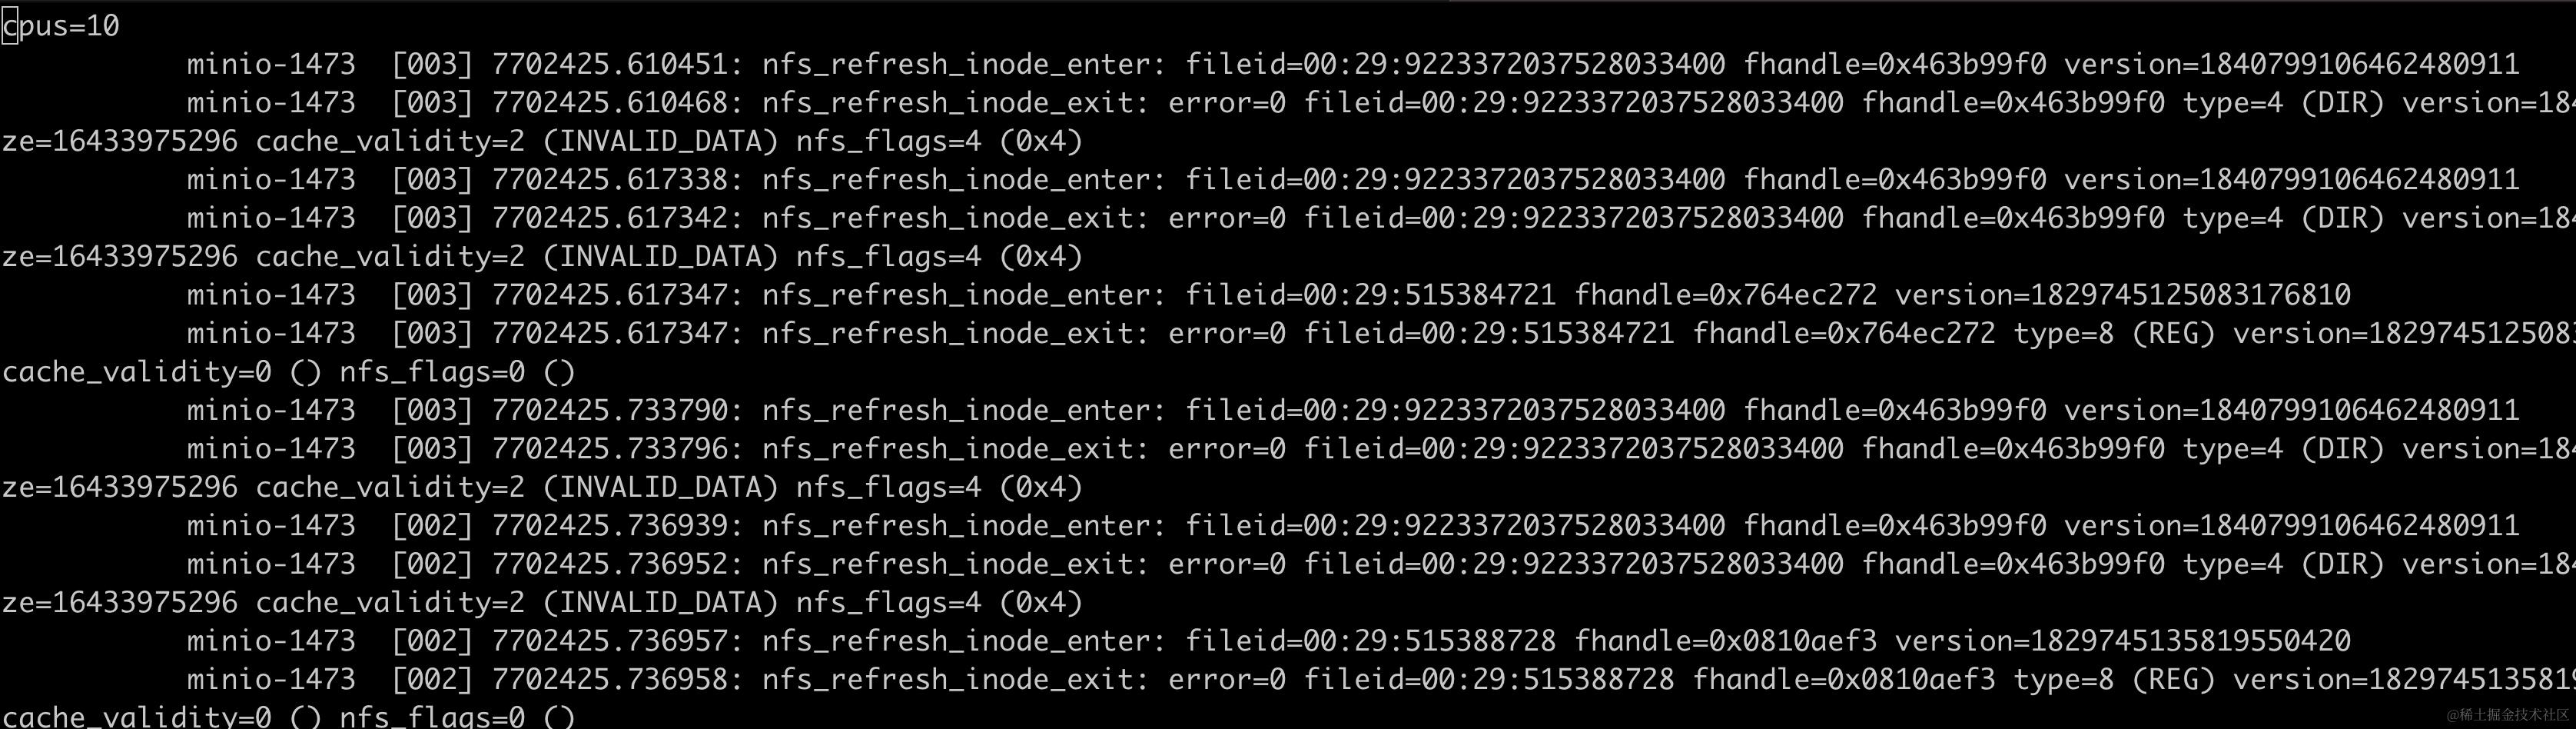 cpus=10
minio-1473  [003] 7702425.610451: nfs_refresh_inode_enter: fileid=00:29:9223372037528033400 fhandle=0x463b99f0 version=1840799106462480911
minio-1473  [003] 7702425.610468: nfs_refresh_inode_exit: error=0 fileid=00:29:9223372037528033400 fhandle=0x463b99f0 type=4 (DIR) version=184
ze=16433975296 cache_validity=2 (INVALID_DATA) nfs_flags=4 (0x4)
minio-1473  [003] 7702425.617338: nfs_refresh_inode_enter: fileid=00:29:9223372037528033400 fhandle=0x463b99f0 version=1840799106462480911
minio-1473  [003] 7702425.617342: nfs_refresh_inode_exit: error=0 fileid=00:29:9223372037528033400 fhandle=0x463b99f0 type=4 (DIR) version=184
ze=16433975296 cache_validity=2 (INVALID_DATA) nfs_flags=4 (0x4)
minio-1473  [003] 7702425.617347: nfs_refresh_inode_enter: fileid=00:29:515384721 fhandle=0x764ec272 version=1829745125083176810
minio-1473  [003] 7702425.617347: nfs_refresh_inode_exit: error=0 fileid=00:29:515384721 fhandle=0x764ec272 type=8 (REG) version=1829745125083
cache_validity=0 () nfs_flags=0 ()
minio-1473  [003] 7702425.733790: nfs_refresh_inode_enter: fileid=00:29:9223372037528033400 fhandle=0x463b99f0 version=1840799106462480911
minio-1473  [003] 7702425.733796: nfs_refresh_inode_exit: error=0 fileid=00:29:9223372037528033400 fhandle=0x463b99f0 type=4 (DIR) version=184
ze=16433975296 cache_validity=2 (INVALID_DATA) nfs_flags=4 (0x4)
minio-1473  [002] 7702425.736939: nfs_refresh_inode_enter: fileid=00:29:9223372037528033400 fhandle=0x463b99f0 version=1840799106462480911
minio-1473  [002] 7702425.736952: nfs_refresh_inode_exit: error=0 fileid=00:29:9223372037528033400 fhandle=0x463b99f0 type=4 (DIR) version=184
ze=16433975296 cache_validity=2 (INVALID_DATA) nfs_flags=4 (0x4)
minio-1473  [002] 7702425.736957: nfs_refresh_inode_enter: fileid=00:29:515388728 fhandle=0x0810aef3 version=1829745135819550420
minio-1473  [002] 7702425.736958: nfs_refresh_inode_exit: error=0 fileid=00:29:515388728 fhandle=0x0810aef3 type=8 (REG) version=1829745135819
cache_validity=0 () nfs_flags=0 ()
@稀土掘金技术社区